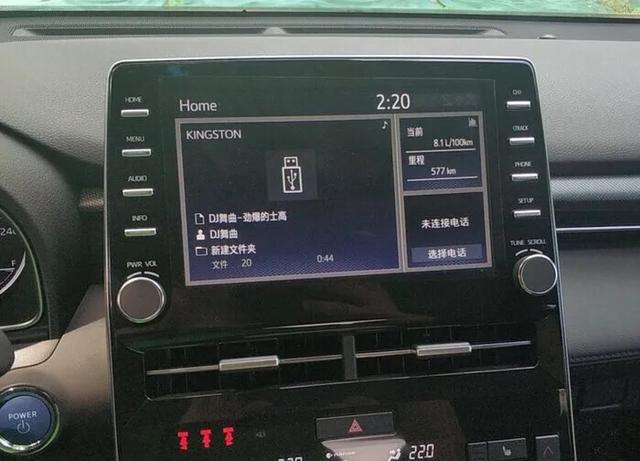 HOME
MENU
AUDIO
INFO
PWR VOL
Home
2:20
KINGSTON
DJ舞曲-劲爆的士高
DJ舞曲
新建文件夹
文件 20 0:44
当前
8.1 L/100km
里程
577 km
未连接电话
选择电话
PHONE
SETUP
TUNE SCROLL
POWER
22.0
F